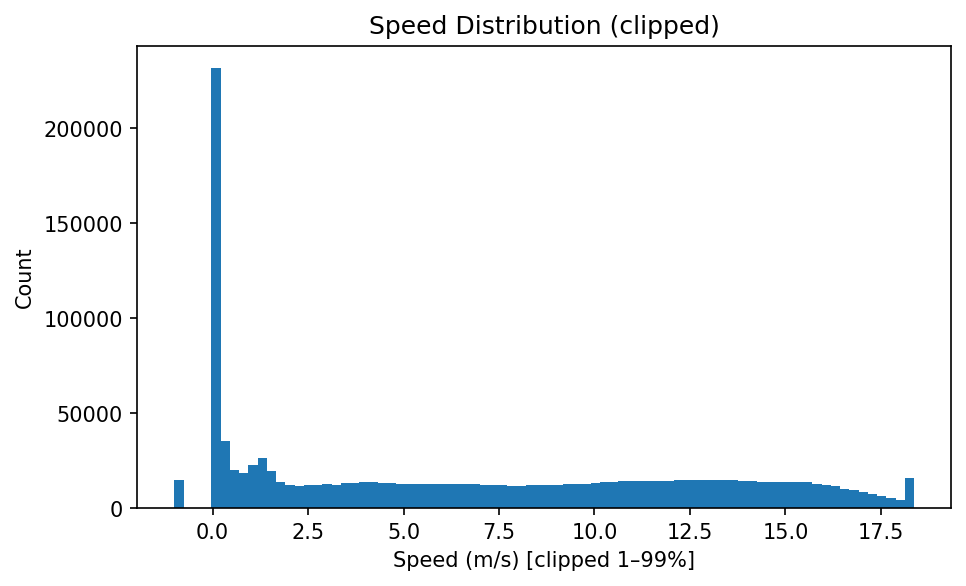 Speed Distribution (clipped)
Count
200000
150000
100000
50000
0
0.0 2.5 5.0 7.5 10.0 12.5 15.0 17.5
Speed (m/s) [clipped 1–99%]